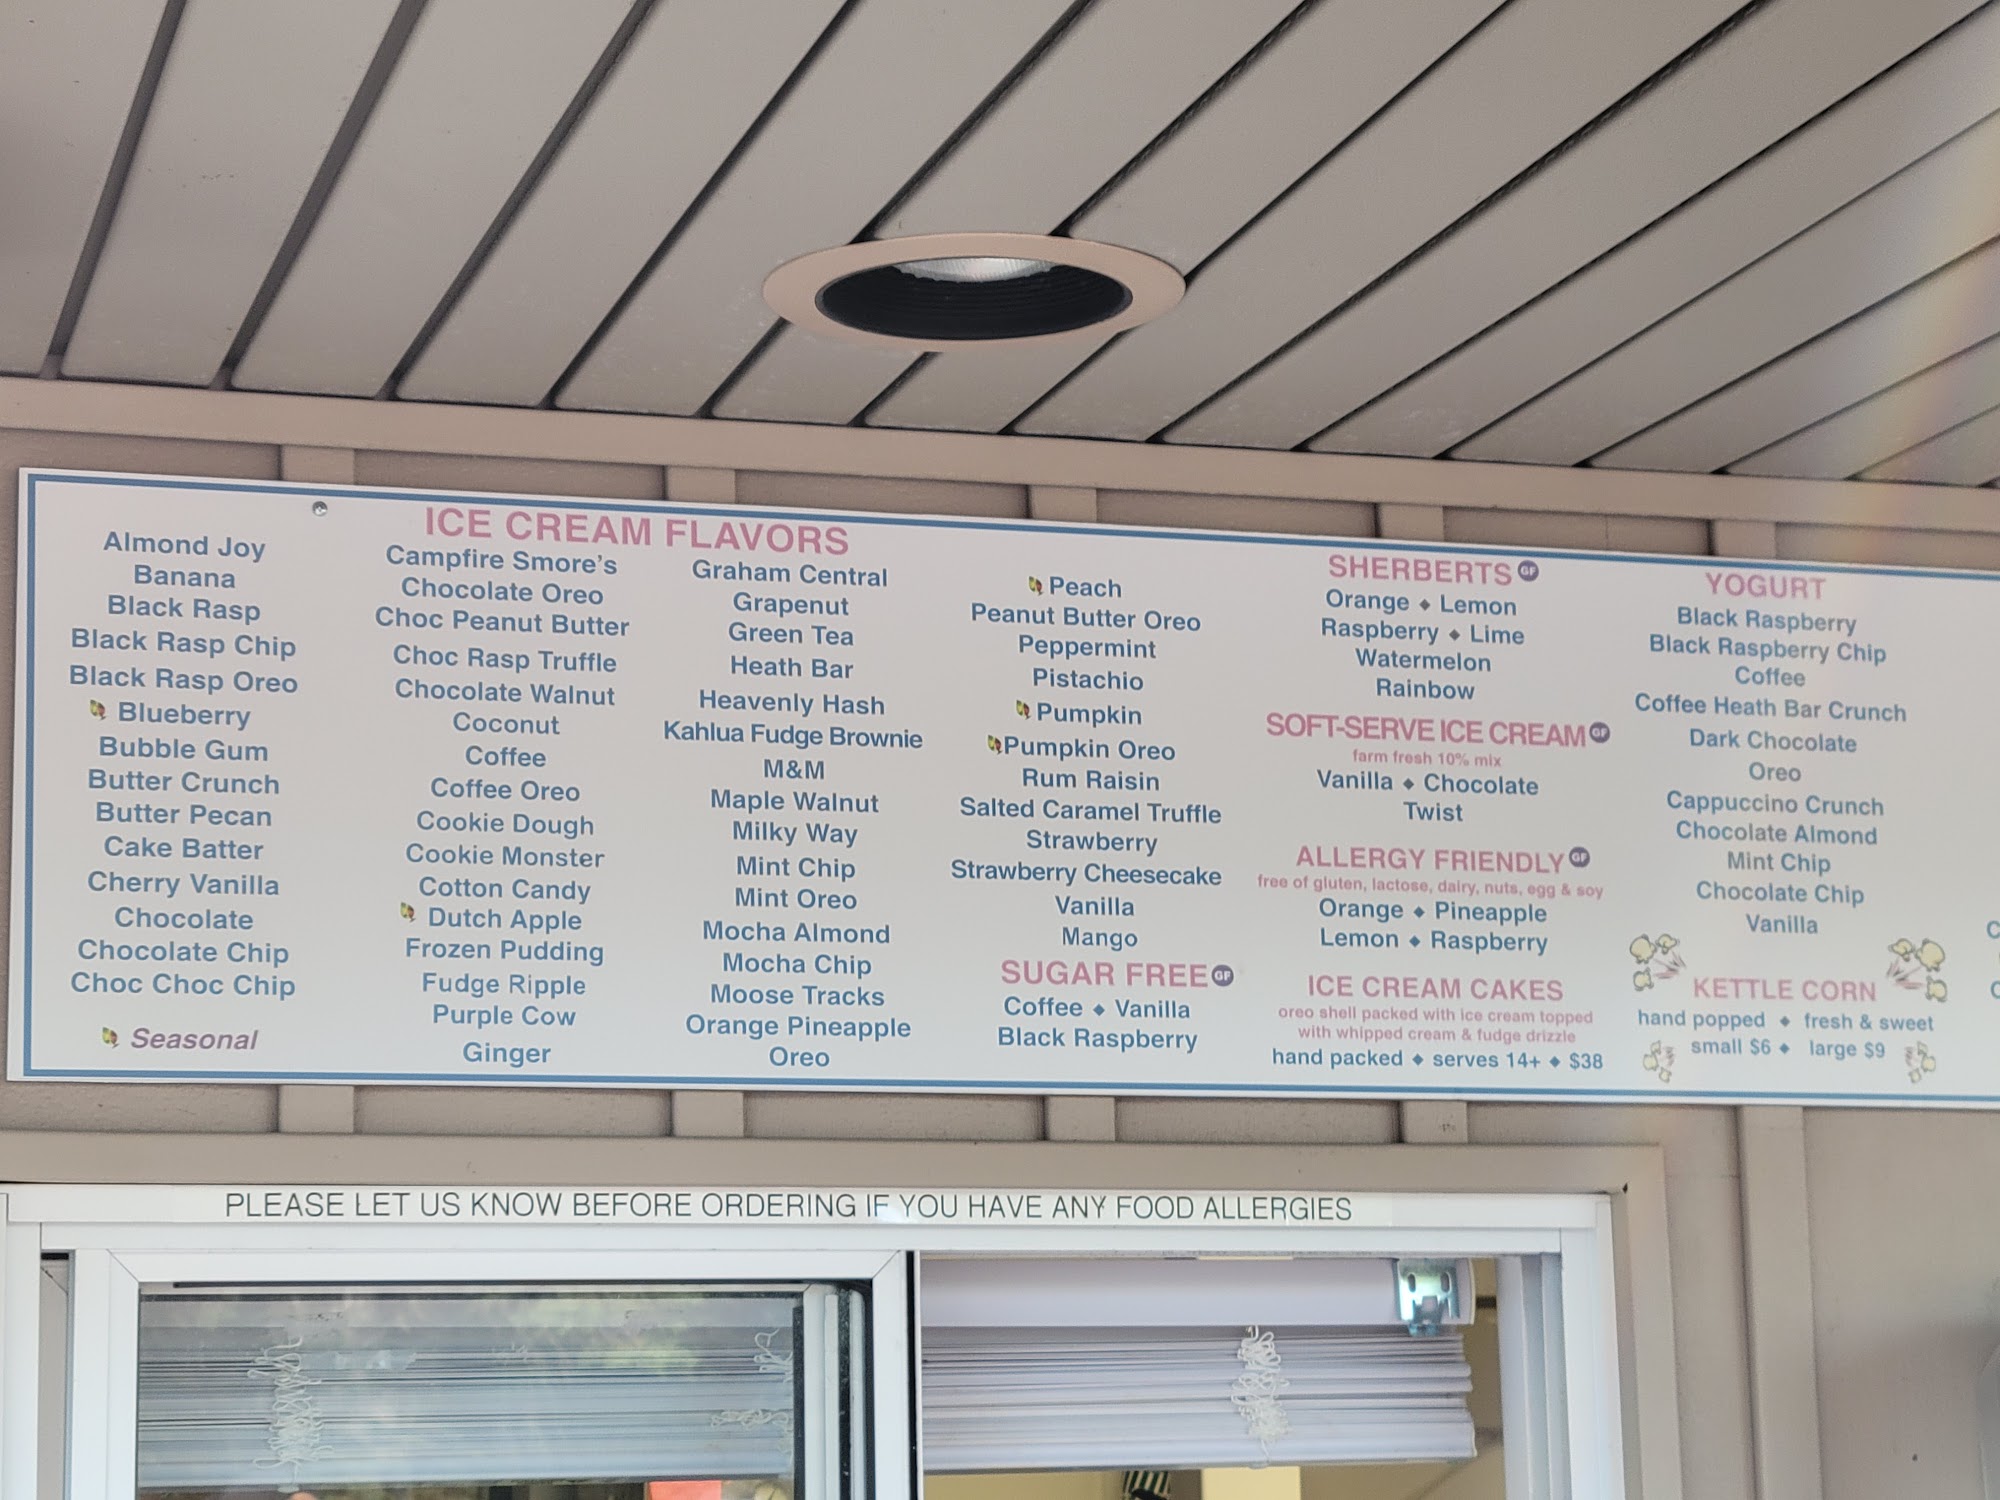 ICE CREAM FLAVORS
Almond Joy
Banana
Black Rasp
Black Rasp Chip
Black Rasp Oreo
Blueberry
Bubble Gum
Butter Crunch
Butter Pecan
Cake Batter
Cherry Vanilla
Chocolate
Chocolate Chip
Choc Choc Chip
Seasonal
Campfire Smore's
Chocolate Oreo
Choc Peanut Butter
Choc Rasp Truffle
Chocolate Walnut
Coconut
Coffee
Coffee Oreo
Cookie Dough
Cookie Monster
Cotton Candy
Dutch Apple
Frozen Pudding
Fudge Ripple
Purple Cow
Ginger
Graham Central
Grapenut
Green Tea
Heath Bar
Heavenly Hash
Kahlua Fudge Brownie
M&M
Maple Walnut
Milky Way
Mint Chip
Mint Oreo
Mocha Almond
Mocha Chip
Moose Tracks
Orange Pineapple
Oreo
Peach
Peanut Butter Oreo
Peppermint
Pistachio
Pumpkin
Pumpkin Oreo
Rum Raisin
Salted Caramel Truffle
Strawberry
Strawberry Cheesecake
Vanilla
Mango
SUGAR FREE GF
Coffee ◆ Vanilla
Black Raspberry
SHERBERTS GF
Orange ◆ Lemon
Raspberry ◆ Lime
Watermelon
Rainbow
SOFT-SERVE ICE CREAM GF
farm fresh 10% mix
Vanilla ◆ Chocolate
Twist
ALLERGY FRIENDLY GF
free of gluten, lactose, dairy, nuts, egg & soy
Orange ◆ Pineapple
Lemon ◆ Raspberry
ICE CREAM CAKES
oreo shell packed with ice cream topped
with whipped cream & fudge drizzle
hand packed ◆ serves 14+ ◆ $38
YOGURT
Black Raspberry
Black Raspberry Chip
Coffee
Coffee Heath Bar Crunch
Dark Chocolate
Oreo
Cappuccino Crunch
Chocolate Almond
Mint Chip
Chocolate Chip
Vanilla
KETTLE CORN
hand popped ◆ fresh & sweet
small $6 ◆ large $9
PLEASE LET US KNOW BEFORE ORDERING IF YOU HAVE ANY FOOD ALLERGIES